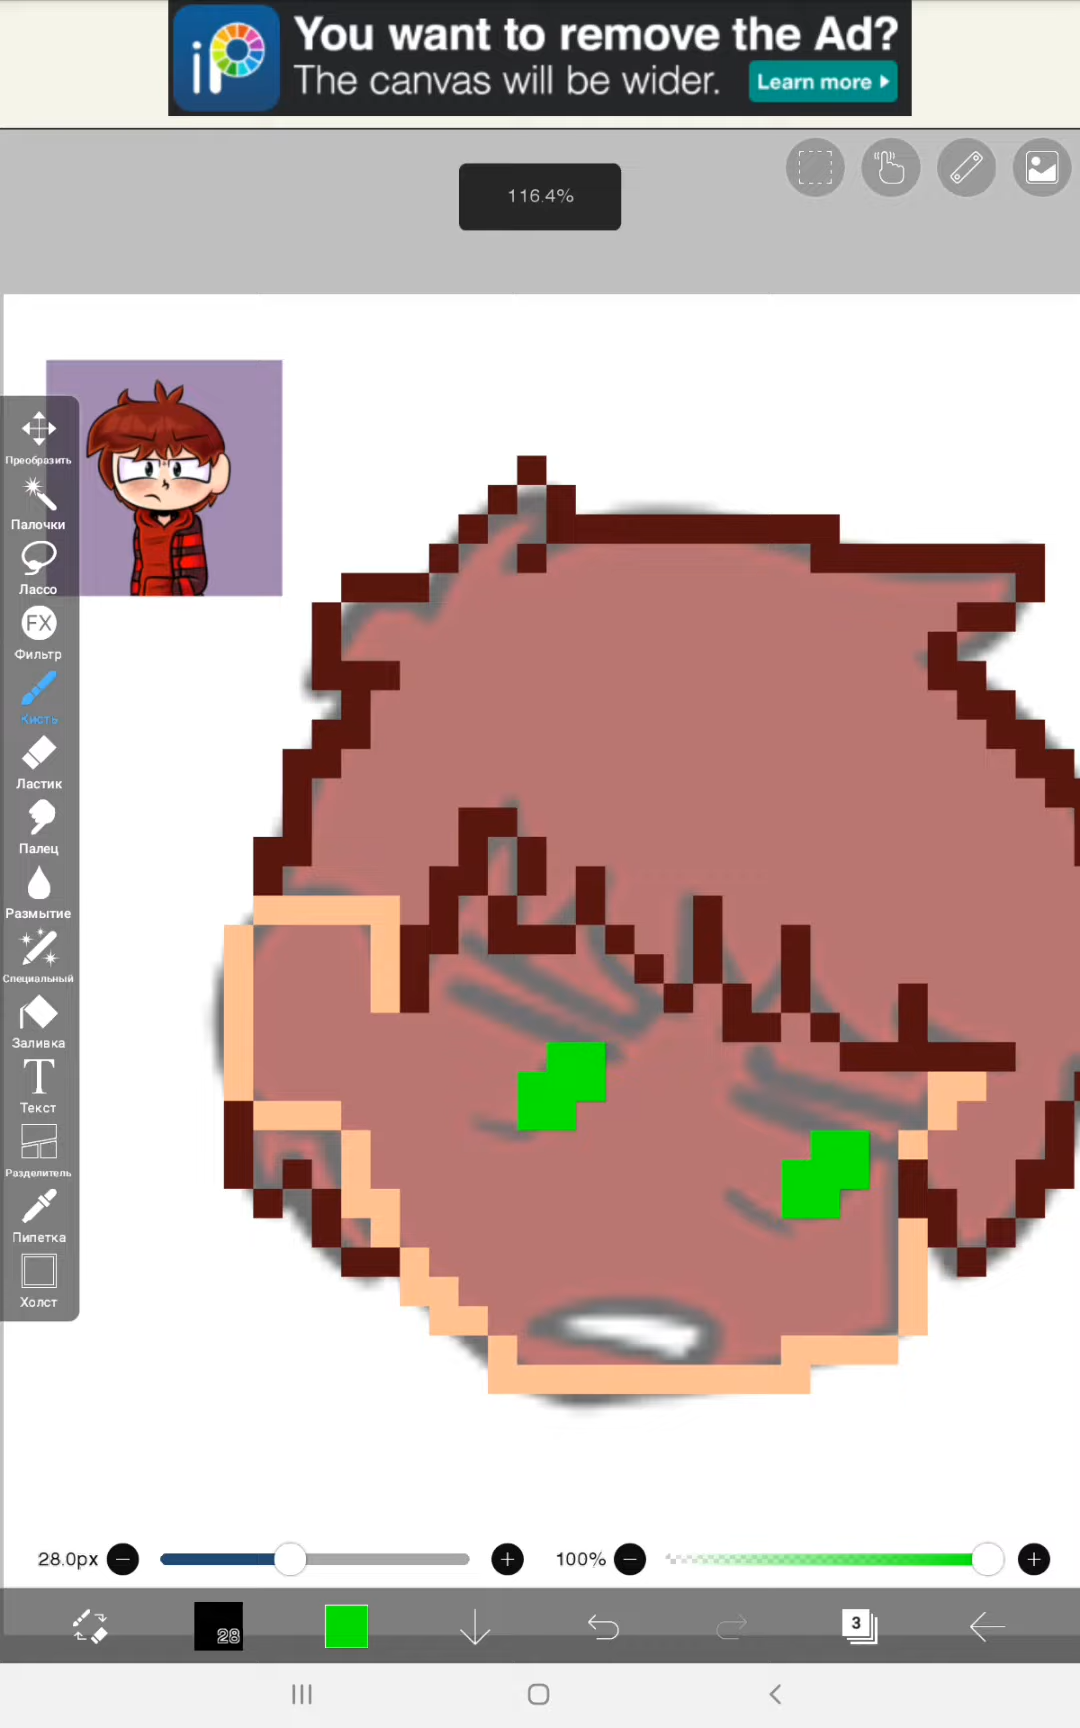 iP
You want to remove the Ad?
The canvas will be wider.
Learn more
116.4%
Преобразить
Палочки
Лассо
FX
Фильтр
Кисть
Ластик
Палец
Размытие
Специальный
Заливка
T
Текст
Разделитель
Пипетка
Холст
28.0px
100%
28
3